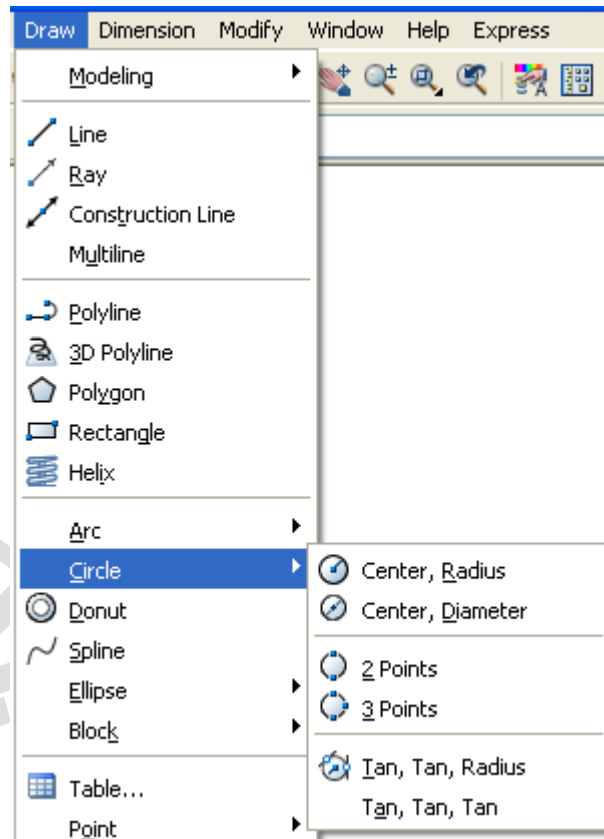 Draw Dimension Modify Window Help Express
Modeling
Line
Ray
Construction Line
Multiline
Polyline
3D Polyline
Polygon
Rectangle
Helix
Arc
Circle
Donut
Spline
Ellipse
Block
Table...
Point
Center, Radius
Center, Diameter
2 Points
3 Points
Tan, Tan, Radius
Tan, Tan, Tan